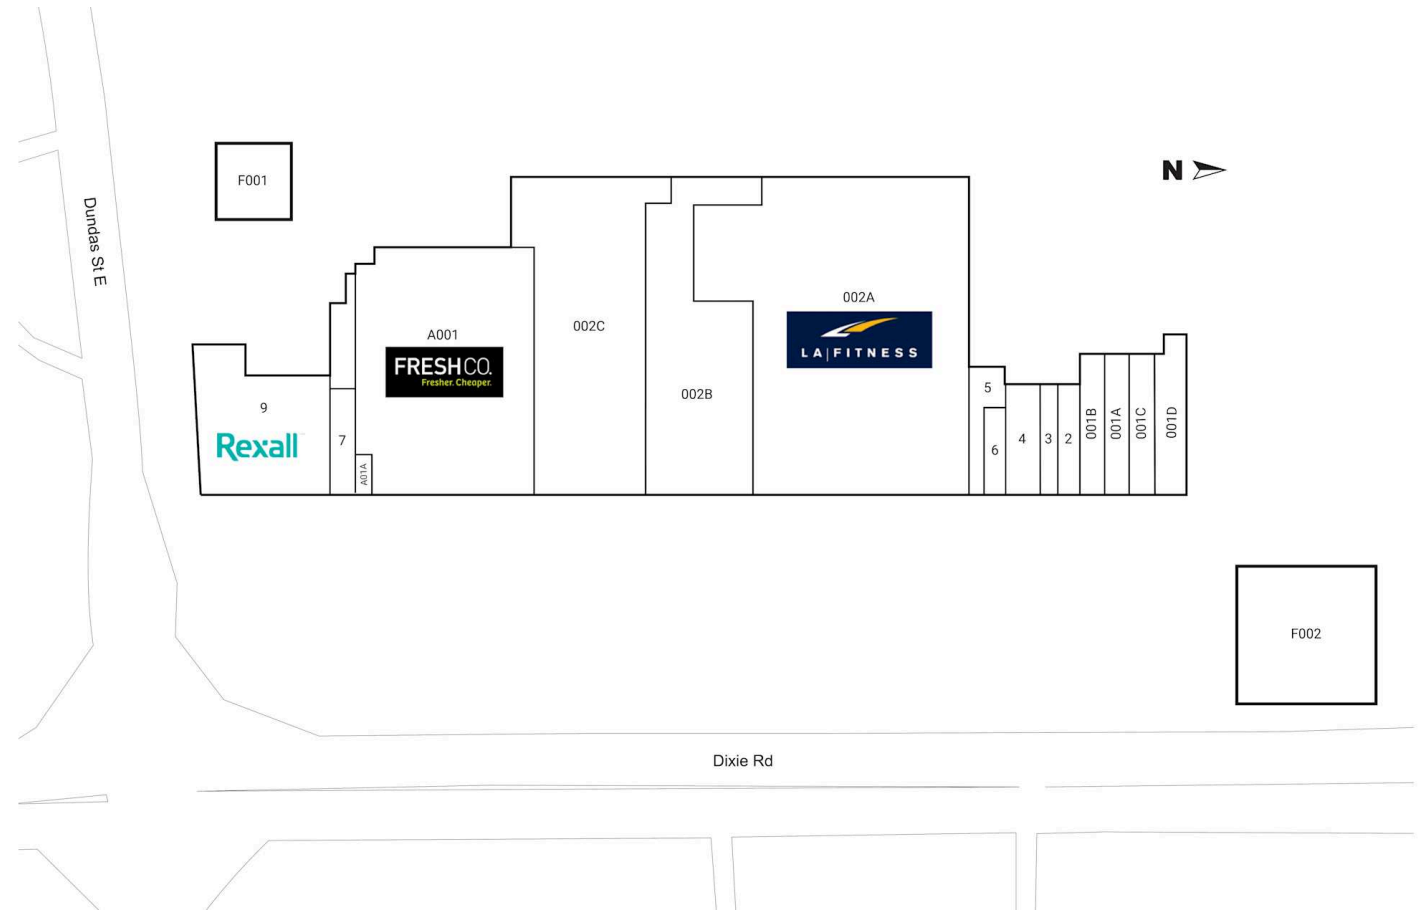 F001
N
Dundas St E
002A
LA|FITNESS
002C
A001
FRESHCO.
Fresher. Cheaper.
5
002B
9
Rexall
7
A01A
6
4
3
2
001B
001A
001C
001D
F002
Dixie Rd